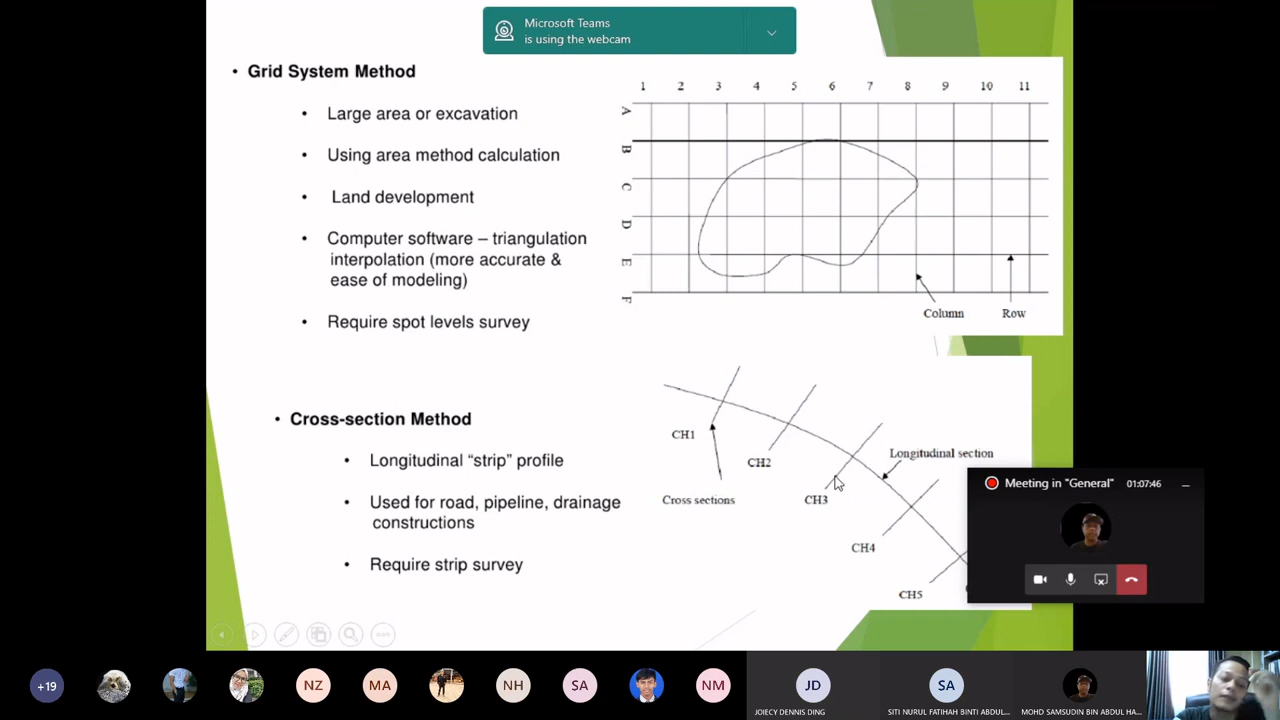 Microsoft Teams
is using the webcam
• Grid System Method
• Large area or excavation
• Using area method calculation
• Land development
• Computer software – triangulation
interpolation (more accurate &
ease of modeling)
• Require spot levels survey
1 2 3 4 5 6 7 8 9 10 11
A
B
C
D
E
F
Column Row
• Cross-section Method
• Longitudinal “strip” profile
• Used for road, pipeline, drainage
constructions
• Require strip survey
CH1
CH2
Longitudinal section
Cross sections
CH3
CH4
CH5
Meeting in "General" 01:07:46
+19 NZ MA NH SA NM JD SA
JOIECY DENNIS DING SITI NURUL FATIHAH BINTI ABDUL... MOHD SAMSUDIN BIN ABDUL HA...